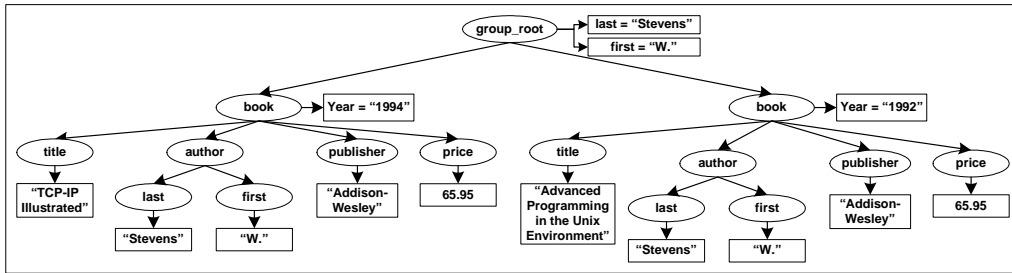 group_root
last = “Stevens”
first = “W.”
book
Year = “1994”
book
Year = “1992”
title
author
publisher
price
title
author
publisher
price
“TCP-IP
Illustrated”
last
first
“Addison-
Wesley”
65.95
“Advanced
Programming
in the Unix
Environment”
last
first
“Addison-
Wesley”
65.95
“Stevens”
“W.”
“Stevens”
“W.”